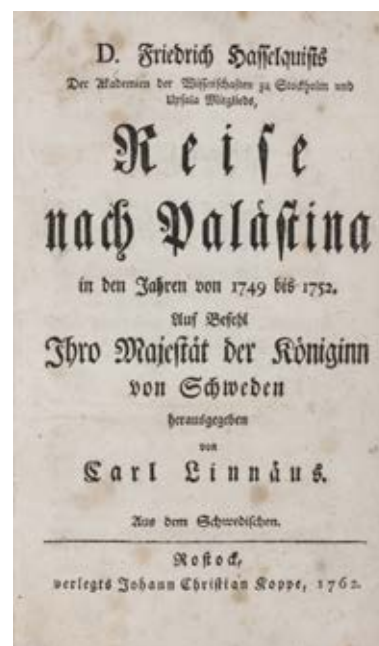 D. Friedrich Hasselquists
Der Akademien der Wissenschaften zu Stockholm und
Upsala Mitglieds,
Reise
nach Palästina
in den Jahren von 1749 bis 1752.
Auf Befehl
Ihro Majestät der Königinn
von Schweden
herausgegeben
von
Carl Linnäus.
Aus dem Schwedischen.
Rostock,
verlegts Johann Christian Koppe, 1762.